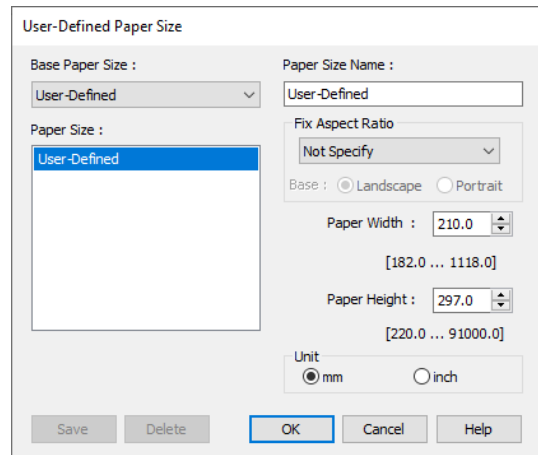 User-Defined Paper Size
Base Paper Size :
User-Defined
Paper Size :
User-Defined
Paper Size Name :
User-Defined
Fix Aspect Ratio
Not Specify
Base : Landscape Portrait
Paper Width : 210.0
[182.0 ... 1118.0]
Paper Height : 297.0
[220.0 ... 91000.0]
Unit
mm inch
Save Delete OK Cancel Help